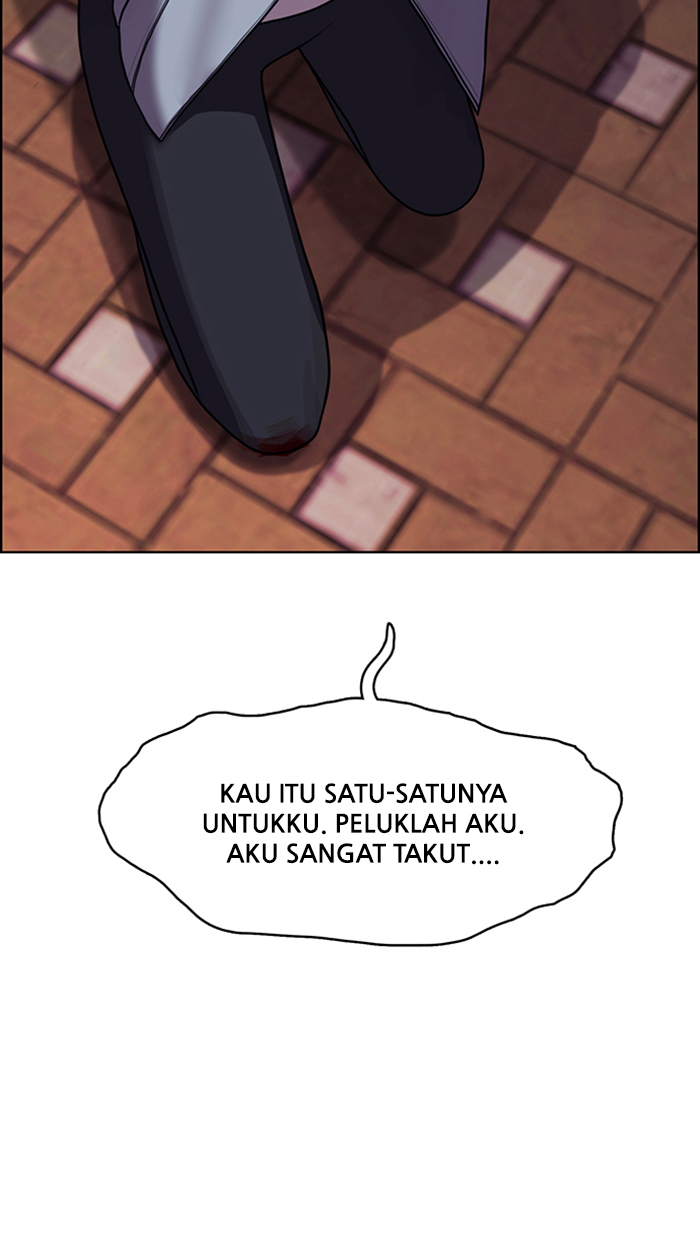 KAU ITU SATU-SATUNYA
UNTUKKU. PELUKLAH AKU.
AKU SANGAT TAKUT....